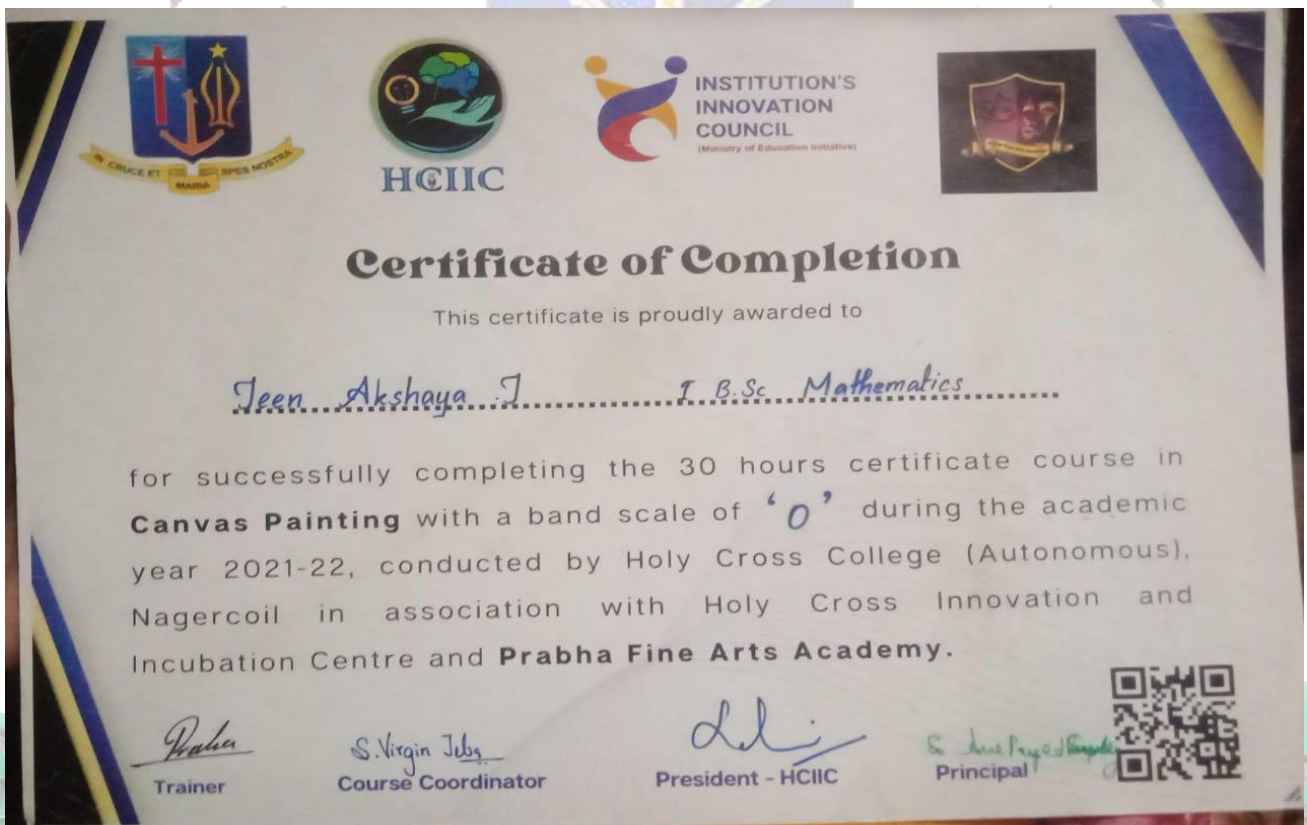 IN CRUCE ET MARIA SPES NOSTRA
HCIIC
INSTITUTION'S
INNOVATION
COUNCIL
(Ministry of Education Initiative)
Certificate of Completion
This certificate is proudly awarded to
Jeen Akshaya J I B.Sc Mathematics
for successfully completing the 30 hours certificate course in
Canvas Painting with a band scale of ‘O’ during the academic
year 2021-22, conducted by Holy Cross College (Autonomous),
Nagercoil in association with Holy Cross Innovation and
Incubation Centre and Prabha Fine Arts Academy.
S. Virgin Jeba
Trainer Course Coordinator President - HCIIC Principal